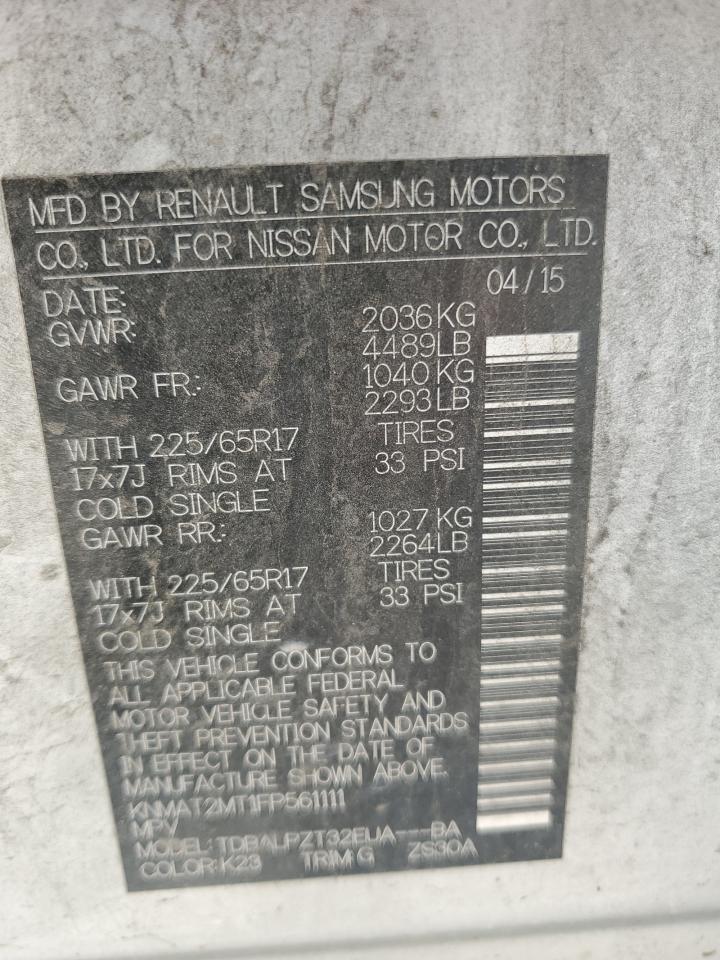 MFD BY RENAULT SAMSUNG MOTORS
CO., LTD. FOR NISSAN MOTOR CO., LTD.
DATE: 04/15
GVWR: 2036KG
4489LB
GAWR FR.: 1040KG
2293LB
WITH 225/65R17 TIRES
17x7J RIMS AT 33 PSI
COLD SINGLE
GAWR RR.: 1027KG
2264LB
WITH 225/65R17 TIRES
17x7J RIMS AT 33 PSI
COLD SINGLE
THIS VEHICLE CONFORMS TO
ALL APPLICABLE FEDERAL
MOTOR VEHICLE SAFETY AND
THEFT PREVENTION STANDARDS
IN EFFECT ON THE DATE OF
MANUFACTURE SHOWN ABOVE.
KNMAT2MT1FP561111
MPV
MODEL: TDBALPZT32EUA---BA
COLOR:K23 TRIM G ZS30A